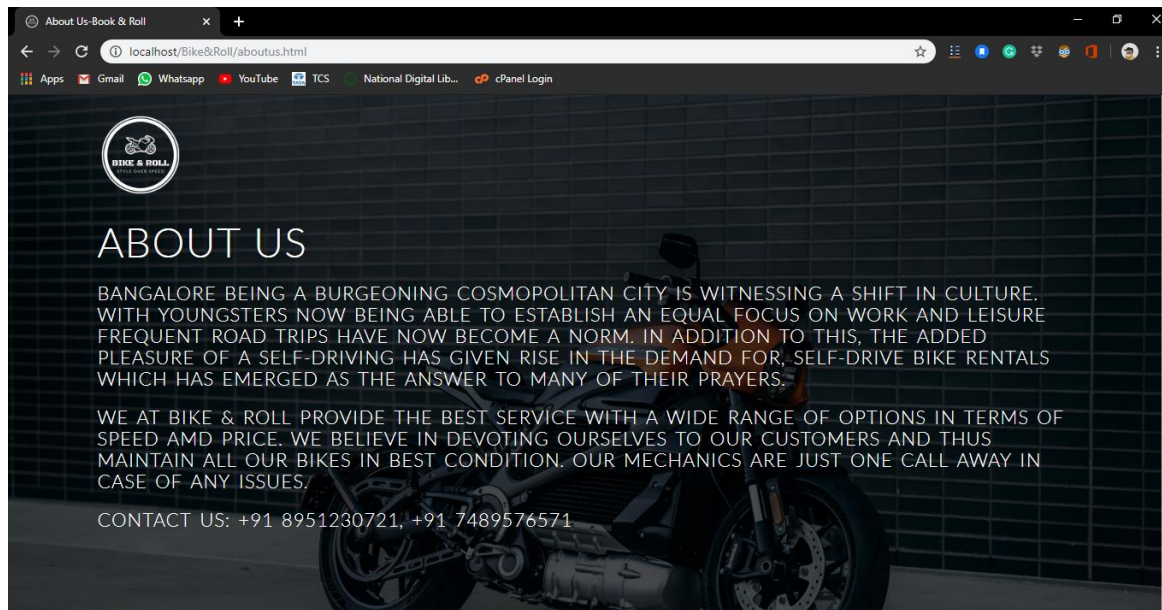 About Us-Book & Roll
localhost/Bike&Roll/aboutus.html
Apps Gmail Whatsapp YouTube TCS National Digital Lib... cPanel Login
BIKE & ROLL
STYLE OVER SPEED
ABOUT US
BANGALORE BEING A BURGEONING COSMOPOLITAN CITY IS WITNESSING A SHIFT IN CULTURE.
WITH YOUNGSTERS NOW BEING ABLE TO ESTABLISH AN EQUAL FOCUS ON WORK AND LEISURE
FREQUENT ROAD TRIPS HAVE NOW BECOME A NORM. IN ADDITION TO THIS, THE ADDED
PLEASURE OF A SELF-DRIVING HAS GIVEN RISE IN THE DEMAND FOR, SELF-DRIVE BIKE RENTALS
WHICH HAS EMERGED AS THE ANSWER TO MANY OF THEIR PRAYERS.
WE AT BIKE & ROLL PROVIDE THE BEST SERVICE WITH A WIDE RANGE OF OPTIONS IN TERMS OF
SPEED AMD PRICE. WE BELIEVE IN DEVOTING OURSELVES TO OUR CUSTOMERS AND THUS
MAINTAIN ALL OUR BIKES IN BEST CONDITION. OUR MECHANICS ARE JUST ONE CALL AWAY IN
CASE OF ANY ISSUES.
CONTACT US: +91 8951230721, +91 7489576571